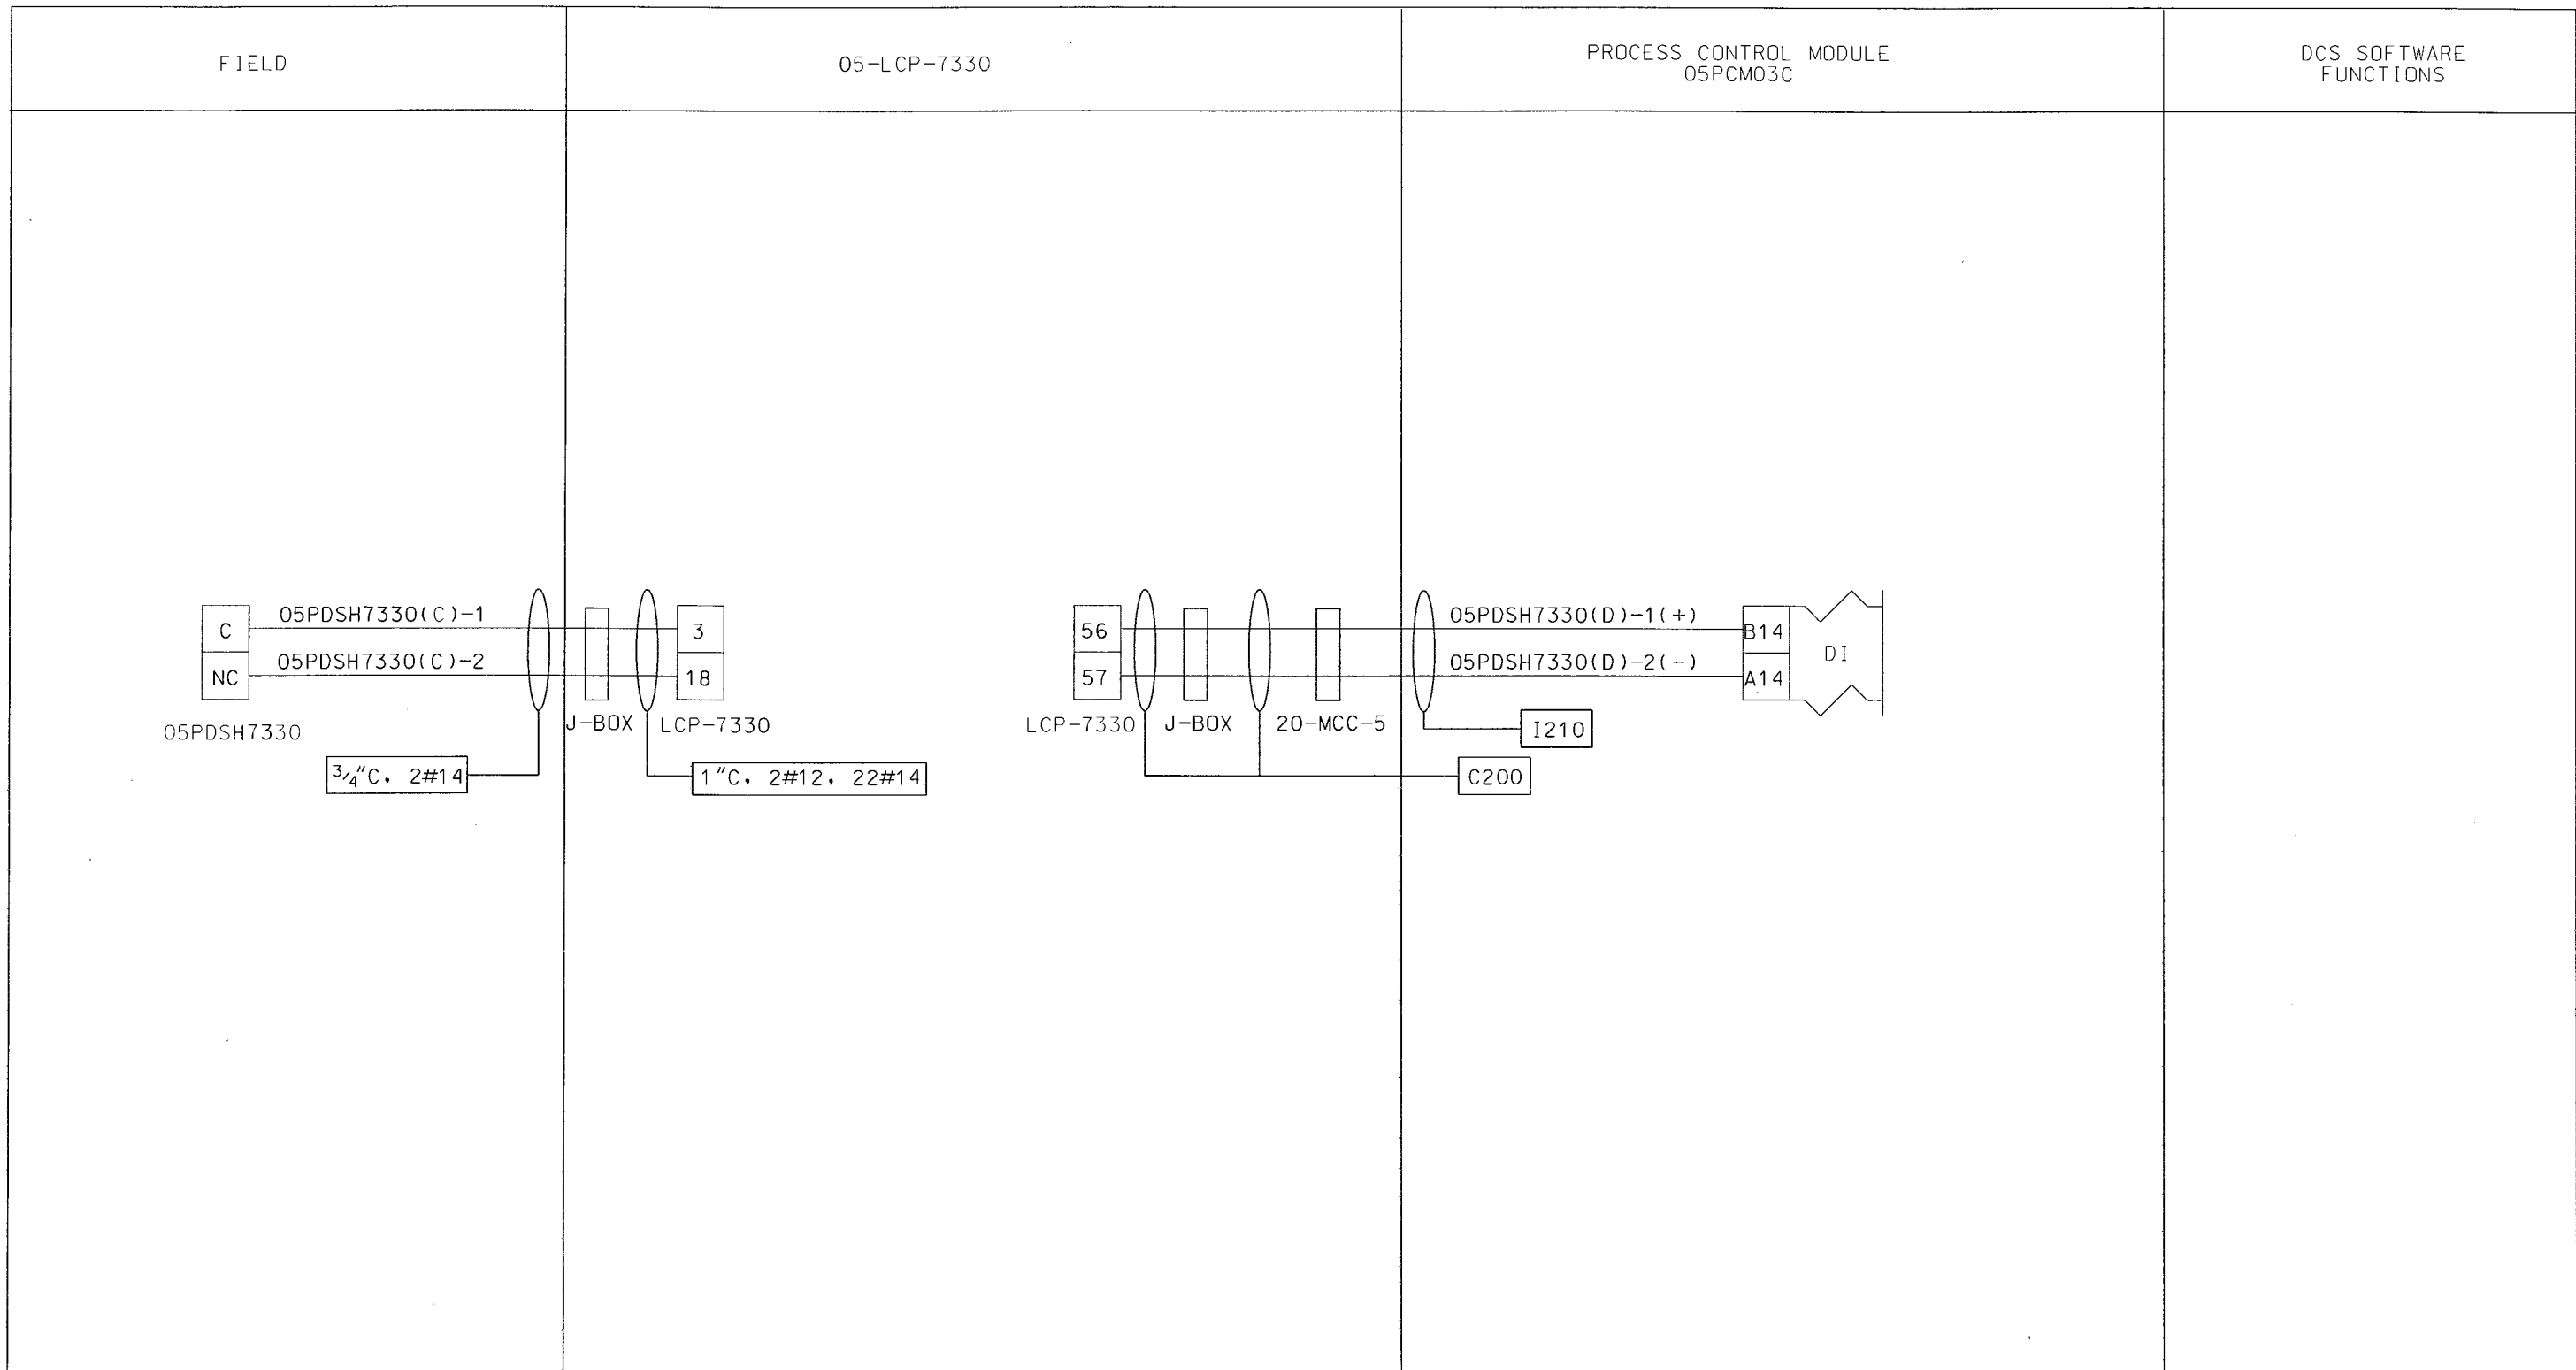 FIELD
05-LCP-7330
PROCESS CONTROL MODULE
05PCM03C
DCS SOFTWARE
FUNCTIONS
C
05PDSH7330(C)-1
NC
05PDSH7330(C)-2
05PDSH7330
3/4"C, 2#14
J-BOX
3
18
LCP-7330
1"C, 2#12, 22#14
56
57
LCP-7330
J-BOX
20-MCC-5
05PDSH7330(D)-1(+)
05PDSH7330(D)-2(-)
B14
A14
DI
I210
C200